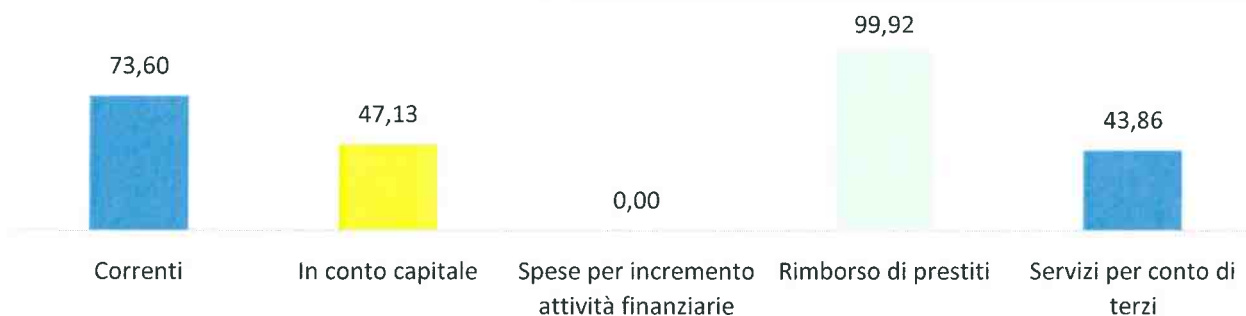 99,92
73,60
47,13
43,86
0,00
Correnti
In conto capitale
Spese per incremento
attività finanziarie
Rimborso di prestiti
Servizi per conto di
terzi